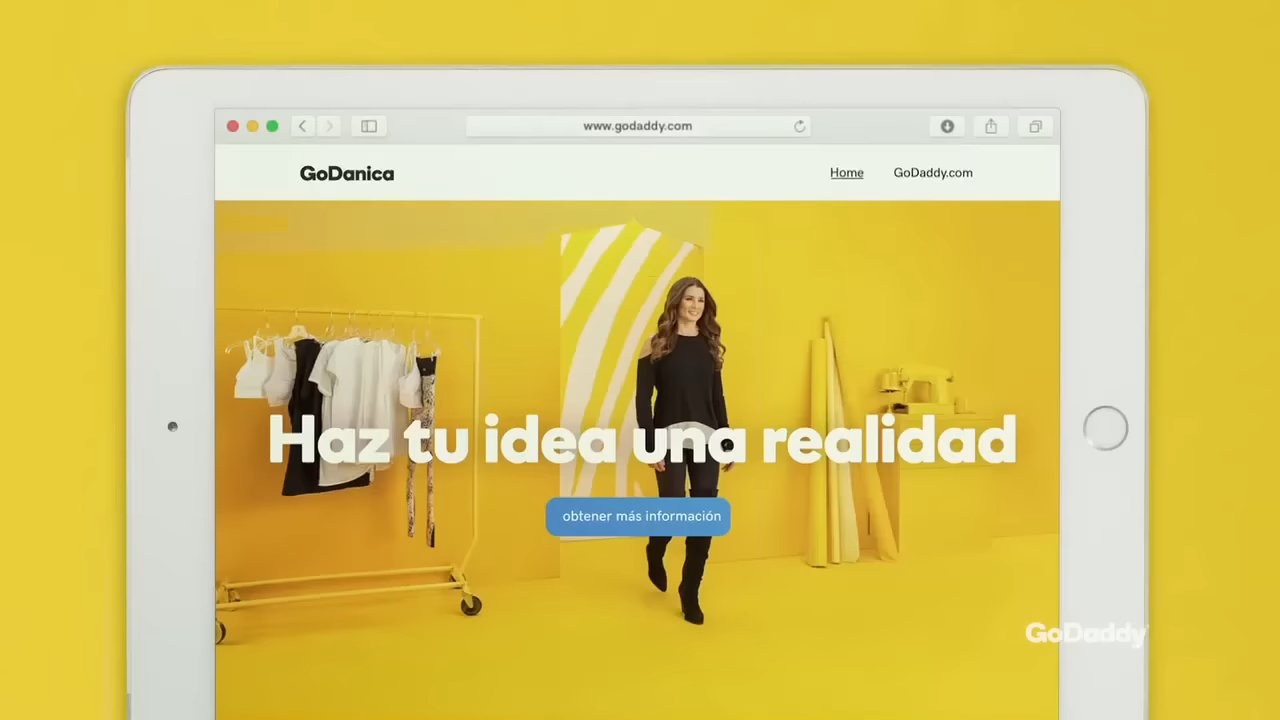 www.godaddy.com
GoDanica
Home
GoDaddy.com
Haz tu idea una realidad
obtener más información
GoDaddy